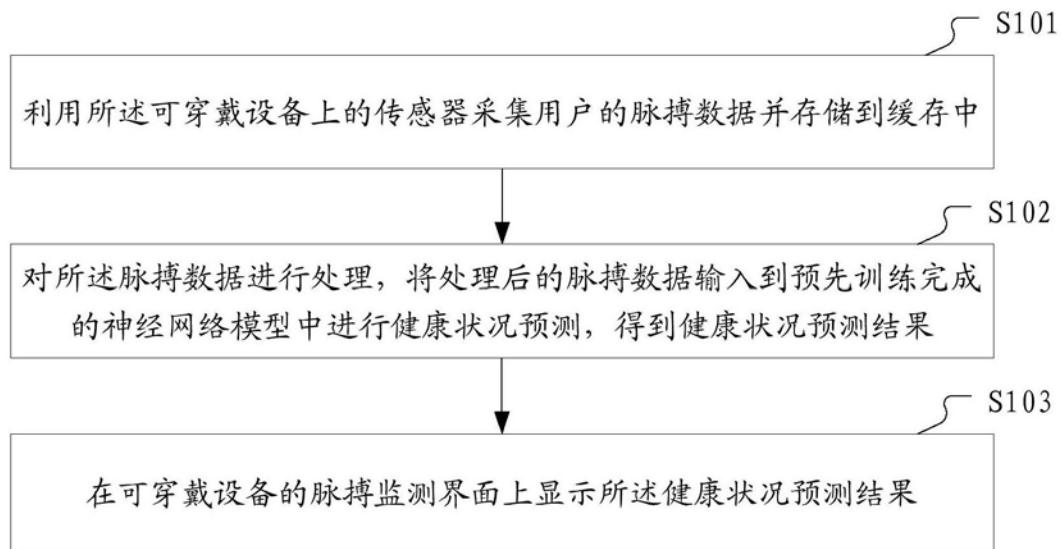 S101
利用所述可穿戴设备上的传感器采集用户的脉搏数据并存储到缓存中
S102
对所述脉搏数据进行处理，将处理后的脉搏数据输入到预先训练完成
的神经网络模型中进行健康状况预测，得到健康状况预测结果
S103
在可穿戴设备的脉搏监测界面上显示所述健康状况预测结果